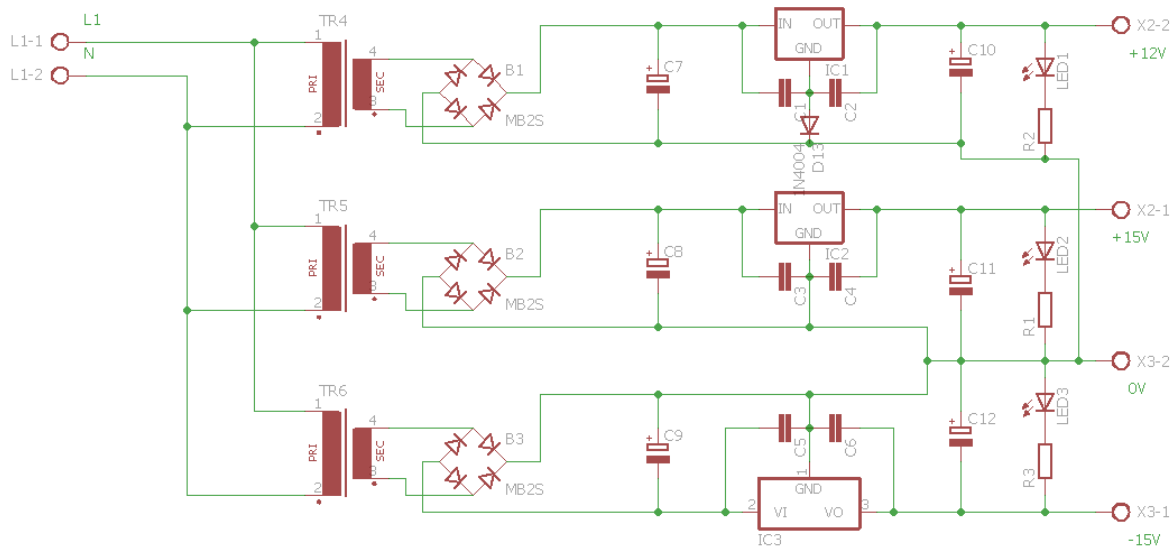 L1
L1-1
N
L1-2
TR4
1
2
PRI
SEC
4
8
B1
MB2S
+
C7
IN OUT
GND
IC1
C1
C2
1N4004
D13
+
C10
LED1
R2
X2-2
+12V
TR5
1
2
PRI
SEC
4
8
B2
MB2S
+
C8
IN OUT
GND
IC2
C3
C4
+
C11
LED2
R1
X2-1
+15V
X3-2
0V
TR6
1
2
PRI
SEC
4
8
B3
MB2S
+
C9
C5
C6
1
GND
2 VI VO 3
IC3
+
C12
LED3
R3
X3-1
-15V